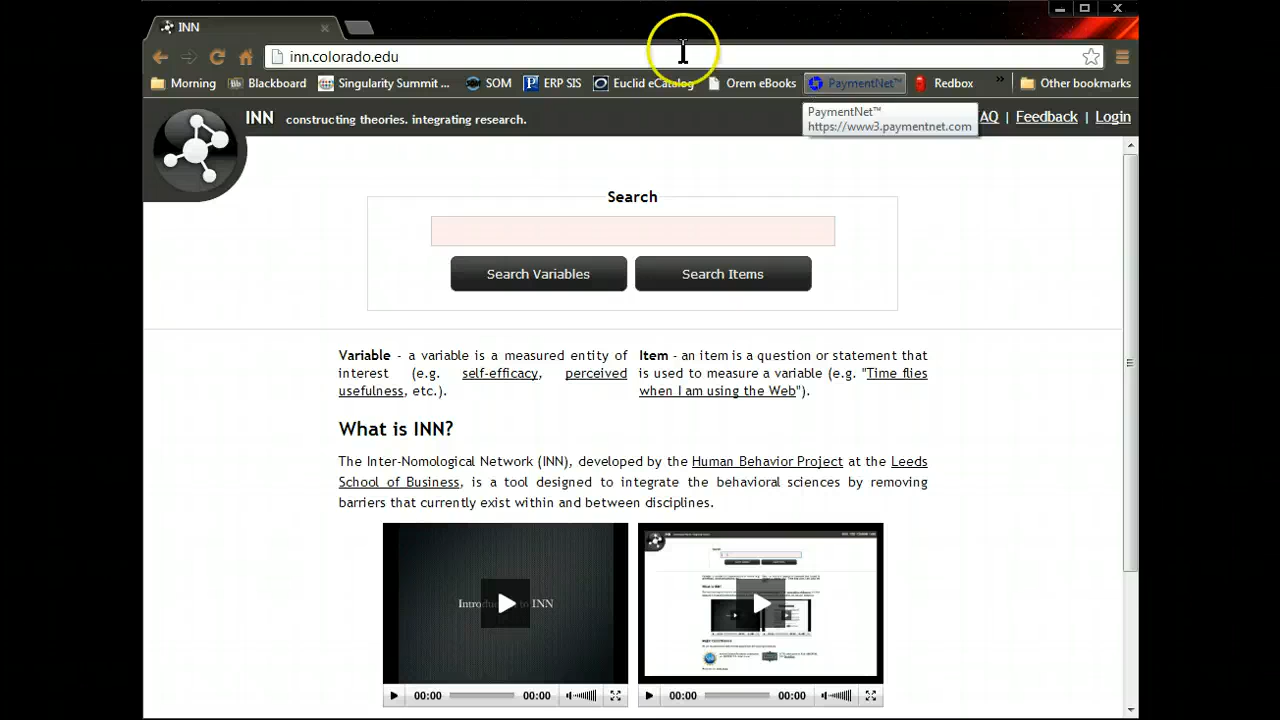 INN
inn.colorado.edu
Morning Blackboard Singularity Summit ... SOM ERP SIS Euclid eCatalog Orem eBooks PaymentNet™ Redbox » Other bookmarks
PaymentNet™
https://www3.paymentnet.com
INN constructing theories. integrating research. AQ | Feedback | Login
Search
Search Variables Search Items
Variable - a variable is a measured entity of
interest (e.g. self-efficacy, perceived
usefulness, etc.).
Item - an item is a question or statement that
is used to measure a variable (e.g. "Time flies
when I am using the Web").
What is INN?
The Inter-Nomological Network (INN), developed by the Human Behavior Project at the Leeds
School of Business, is a tool designed to integrate the behavioral sciences by removing
barriers that currently exist within and between disciplines.
Introduction to INN
00:00 00:00
00:00 00:00